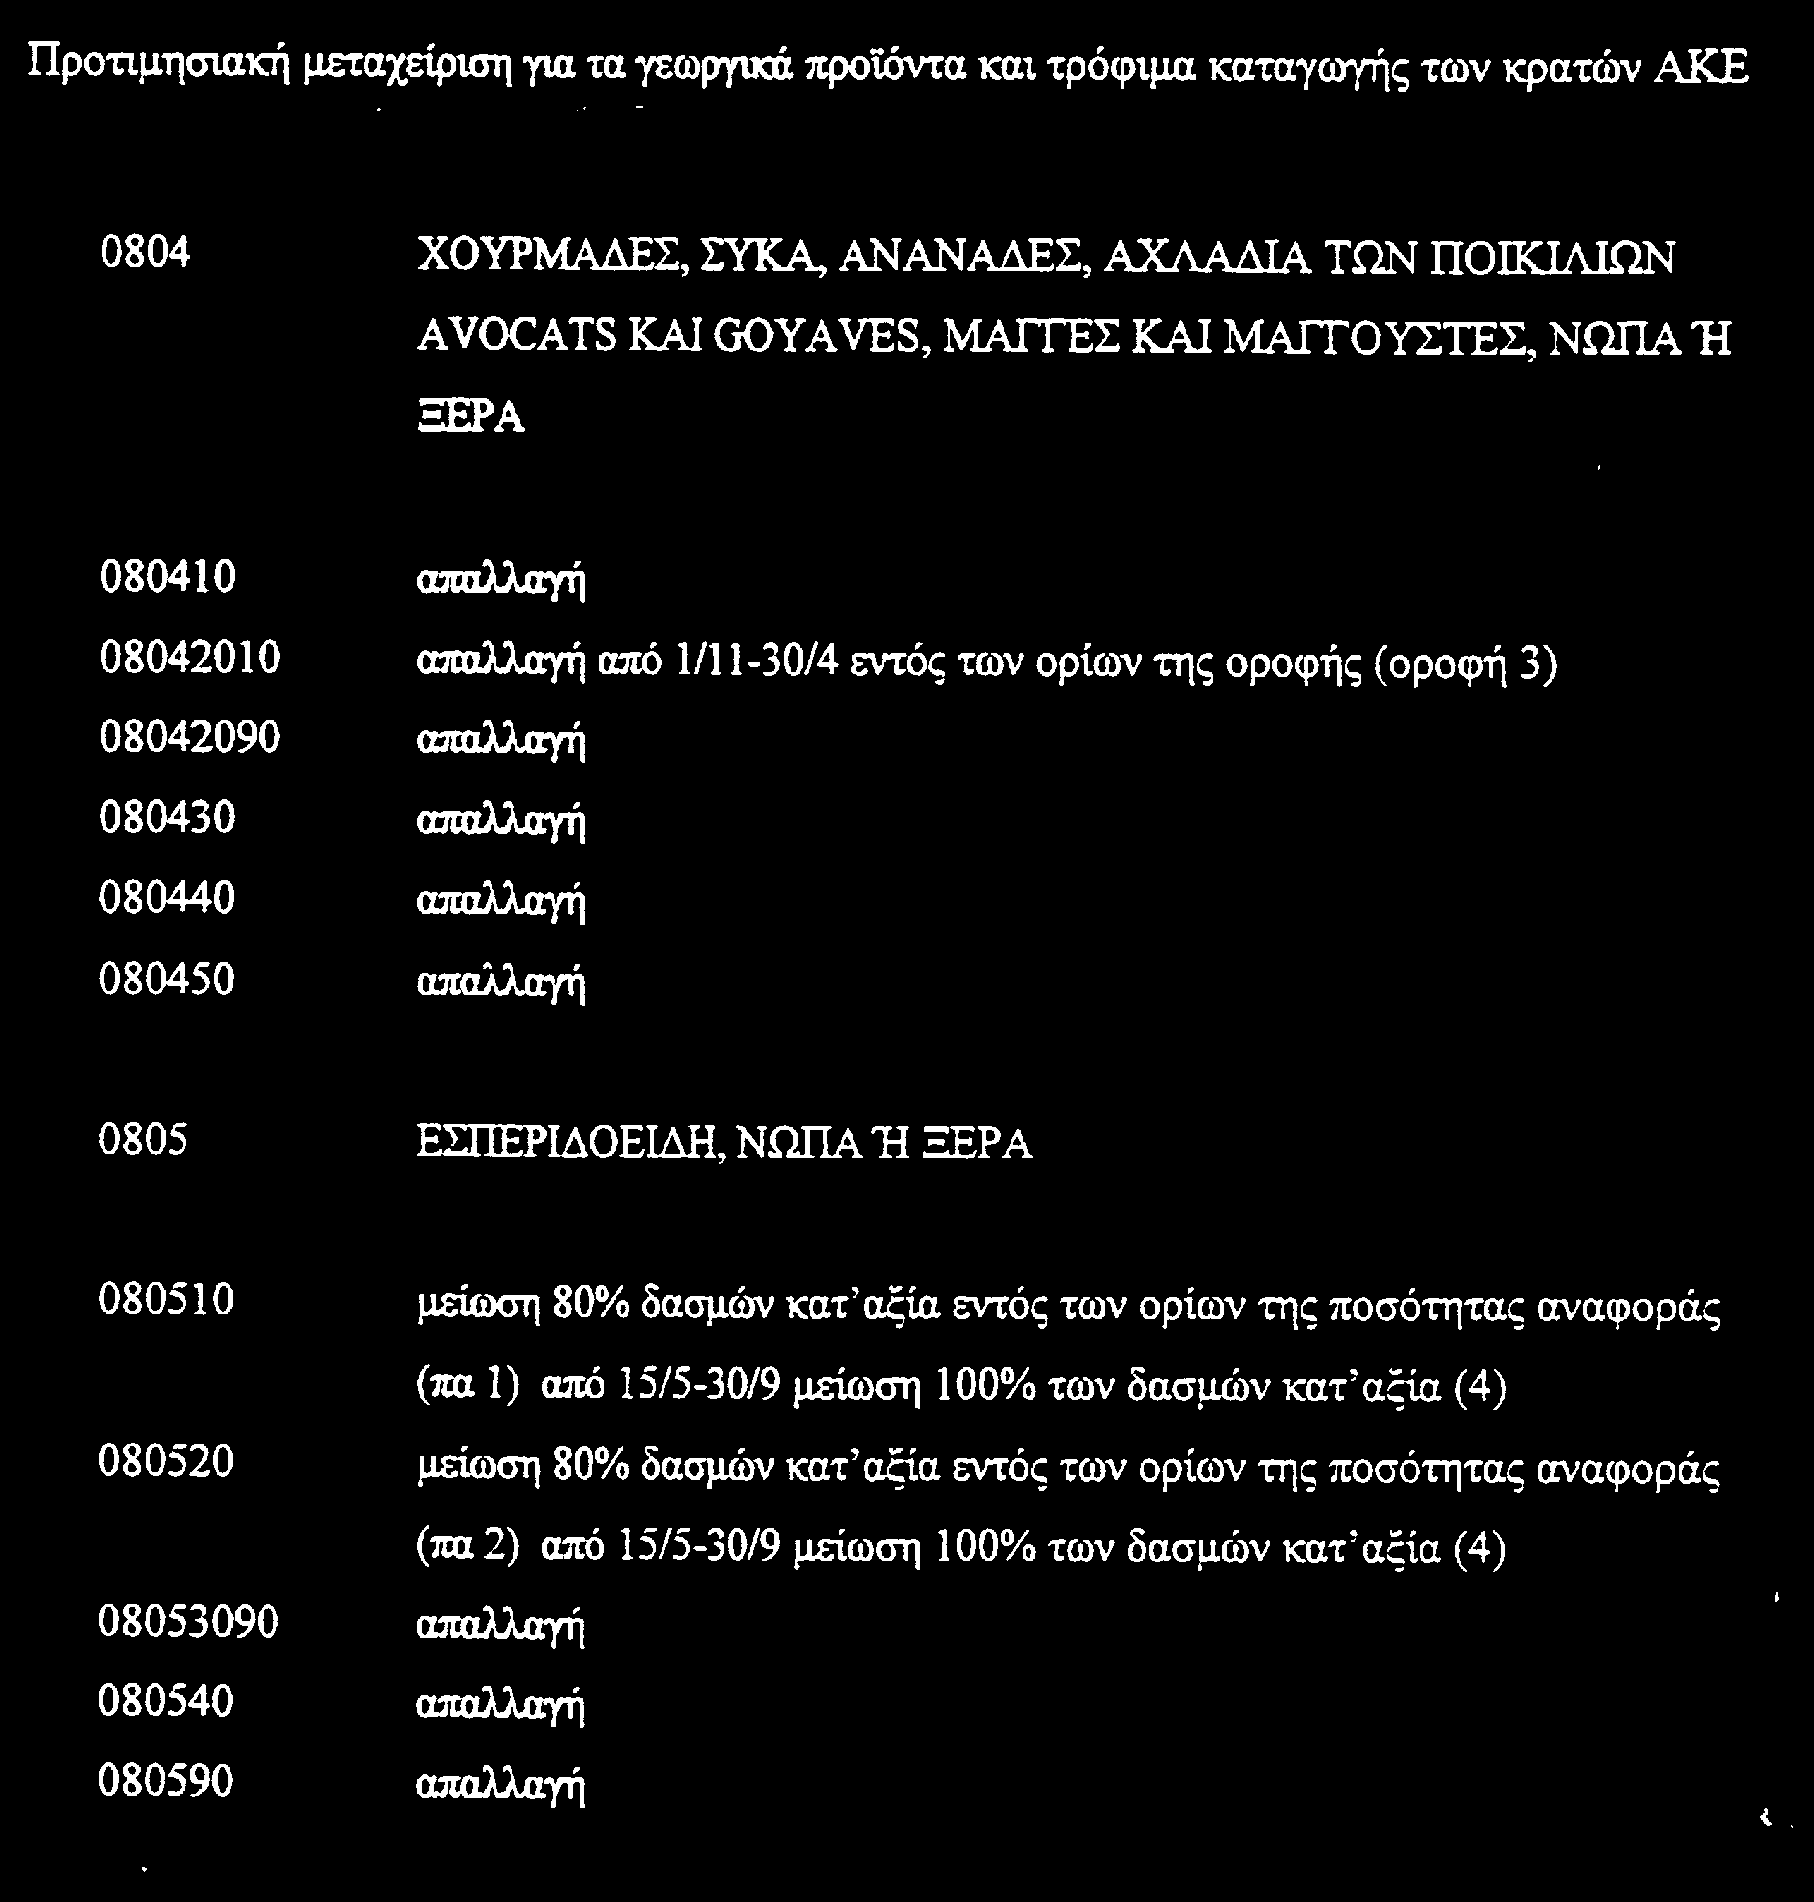 Προτιμησιακή μεταχείριση για τα γεωργικά προϊόντα και τρόφιμα καταγωγής των κρατών ΑΚΕ
0804 ΧΟΥΡΜΑΔΕΣ, ΣΥΚΑ, ΑΝΑΝΑΔΕΣ, ΑΧΛΑΔΙΑ ΤΩΝ ΠΟΙΚΙΛΙΩΝ
AVOCATS ΚΑΙ GOYAVES, ΜΑΓΓΕΣ ΚΑΙ ΜΑΓΓΟΥΣΤΕΣ, ΝΩΠΑ Ή
ΞΕΡΑ
080410 απαλλαγή
08042010 απαλλαγή από 1/11-30/4 εντός των ορίων της οροφής (οροφή 3)
08042090 απαλλαγή
080430 απαλλαγή
080440 απαλλαγή
080450 απαλλαγή
0805 ΕΣΠΕΡΙΔΟΕΙΔΗ, ΝΩΠΑ Ή ΞΕΡΑ
080510 μείωση 80% δασμών κατ’αξία εντός των ορίων της ποσότητας αναφοράς
(πα 1) από 15/5-30/9 μείωση 100% των δασμών κατ’αξία (4)
080520 μείωση 80% δασμών κατ’αξία εντός των ορίων της ποσότητας αναφοράς
(πα 2) από 15/5-30/9 μείωση 100% των δασμών κατ’αξία (4)
08053090 απαλλαγή
080540 απαλλαγή
080590 απαλλαγή